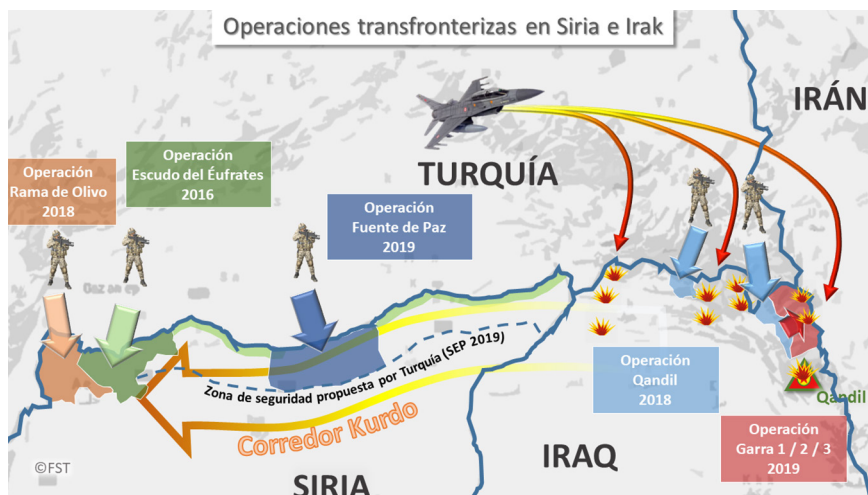 Operaciones transfronterizas en Siria e Irak
IRÁN
TURQUÍA
Operación
Rama de Olivo
2018
Operación
Escudo del Éufrates
2016
Operación
Fuente de Paz
2019
Zona de seguridad propuesta por Turquía (SEP 2019)
Corredor Kurdo
Operación
Qandil
2018
Qandil
Operación
Garra 1 / 2 / 3
2019
IRAQ
SIRIA
©FST